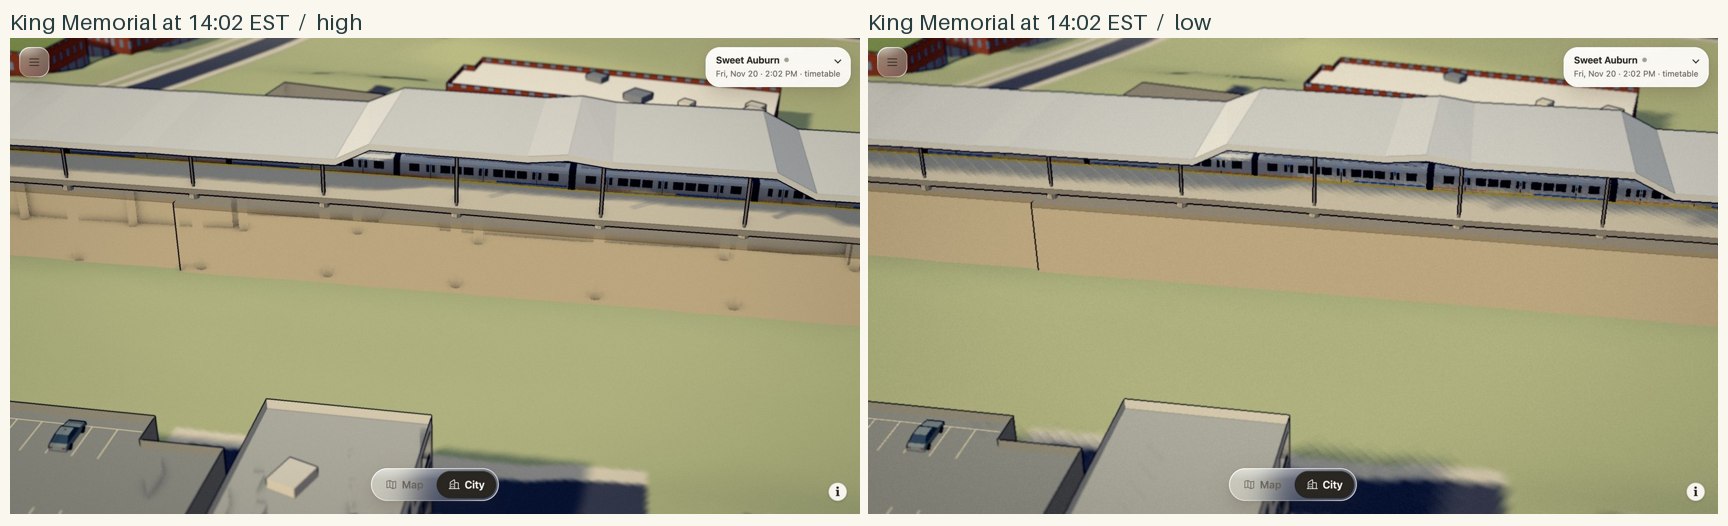 King Memorial at 14:02 EST / high
Sweet Auburn
Fri, Nov 20 · 2:02 PM · timetable
Map
City
King Memorial at 14:02 EST / low
Sweet Auburn
Fri, Nov 20 · 2:02 PM · timetable
Map
City